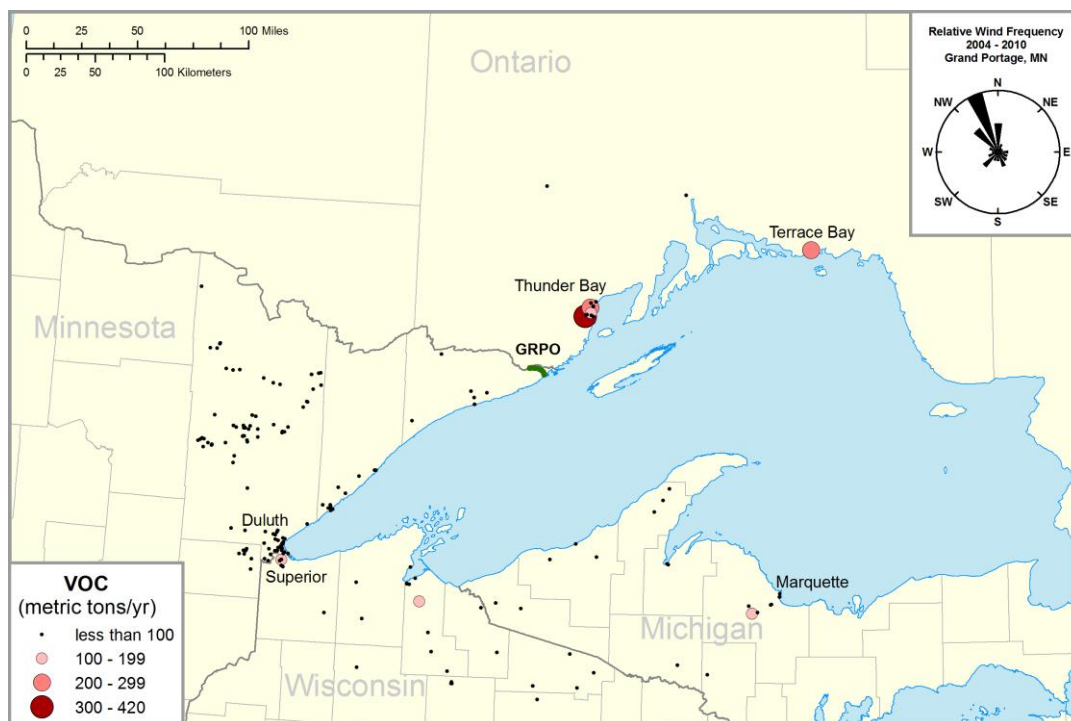 0 25 50 100 Miles
0 25 50 100 Kilometers
Ontario
Relative Wind Frequency
2004 - 2010
Grand Portage, MN
N
NW NE
W E
SW SE
S
Terrace Bay
Thunder Bay
Minnesota
GRPO
Duluth
Superior
Marquette
Michigan
Wisconsin
VOC
(metric tons/yr)
less than 100
100 - 199
200 - 299
300 - 420